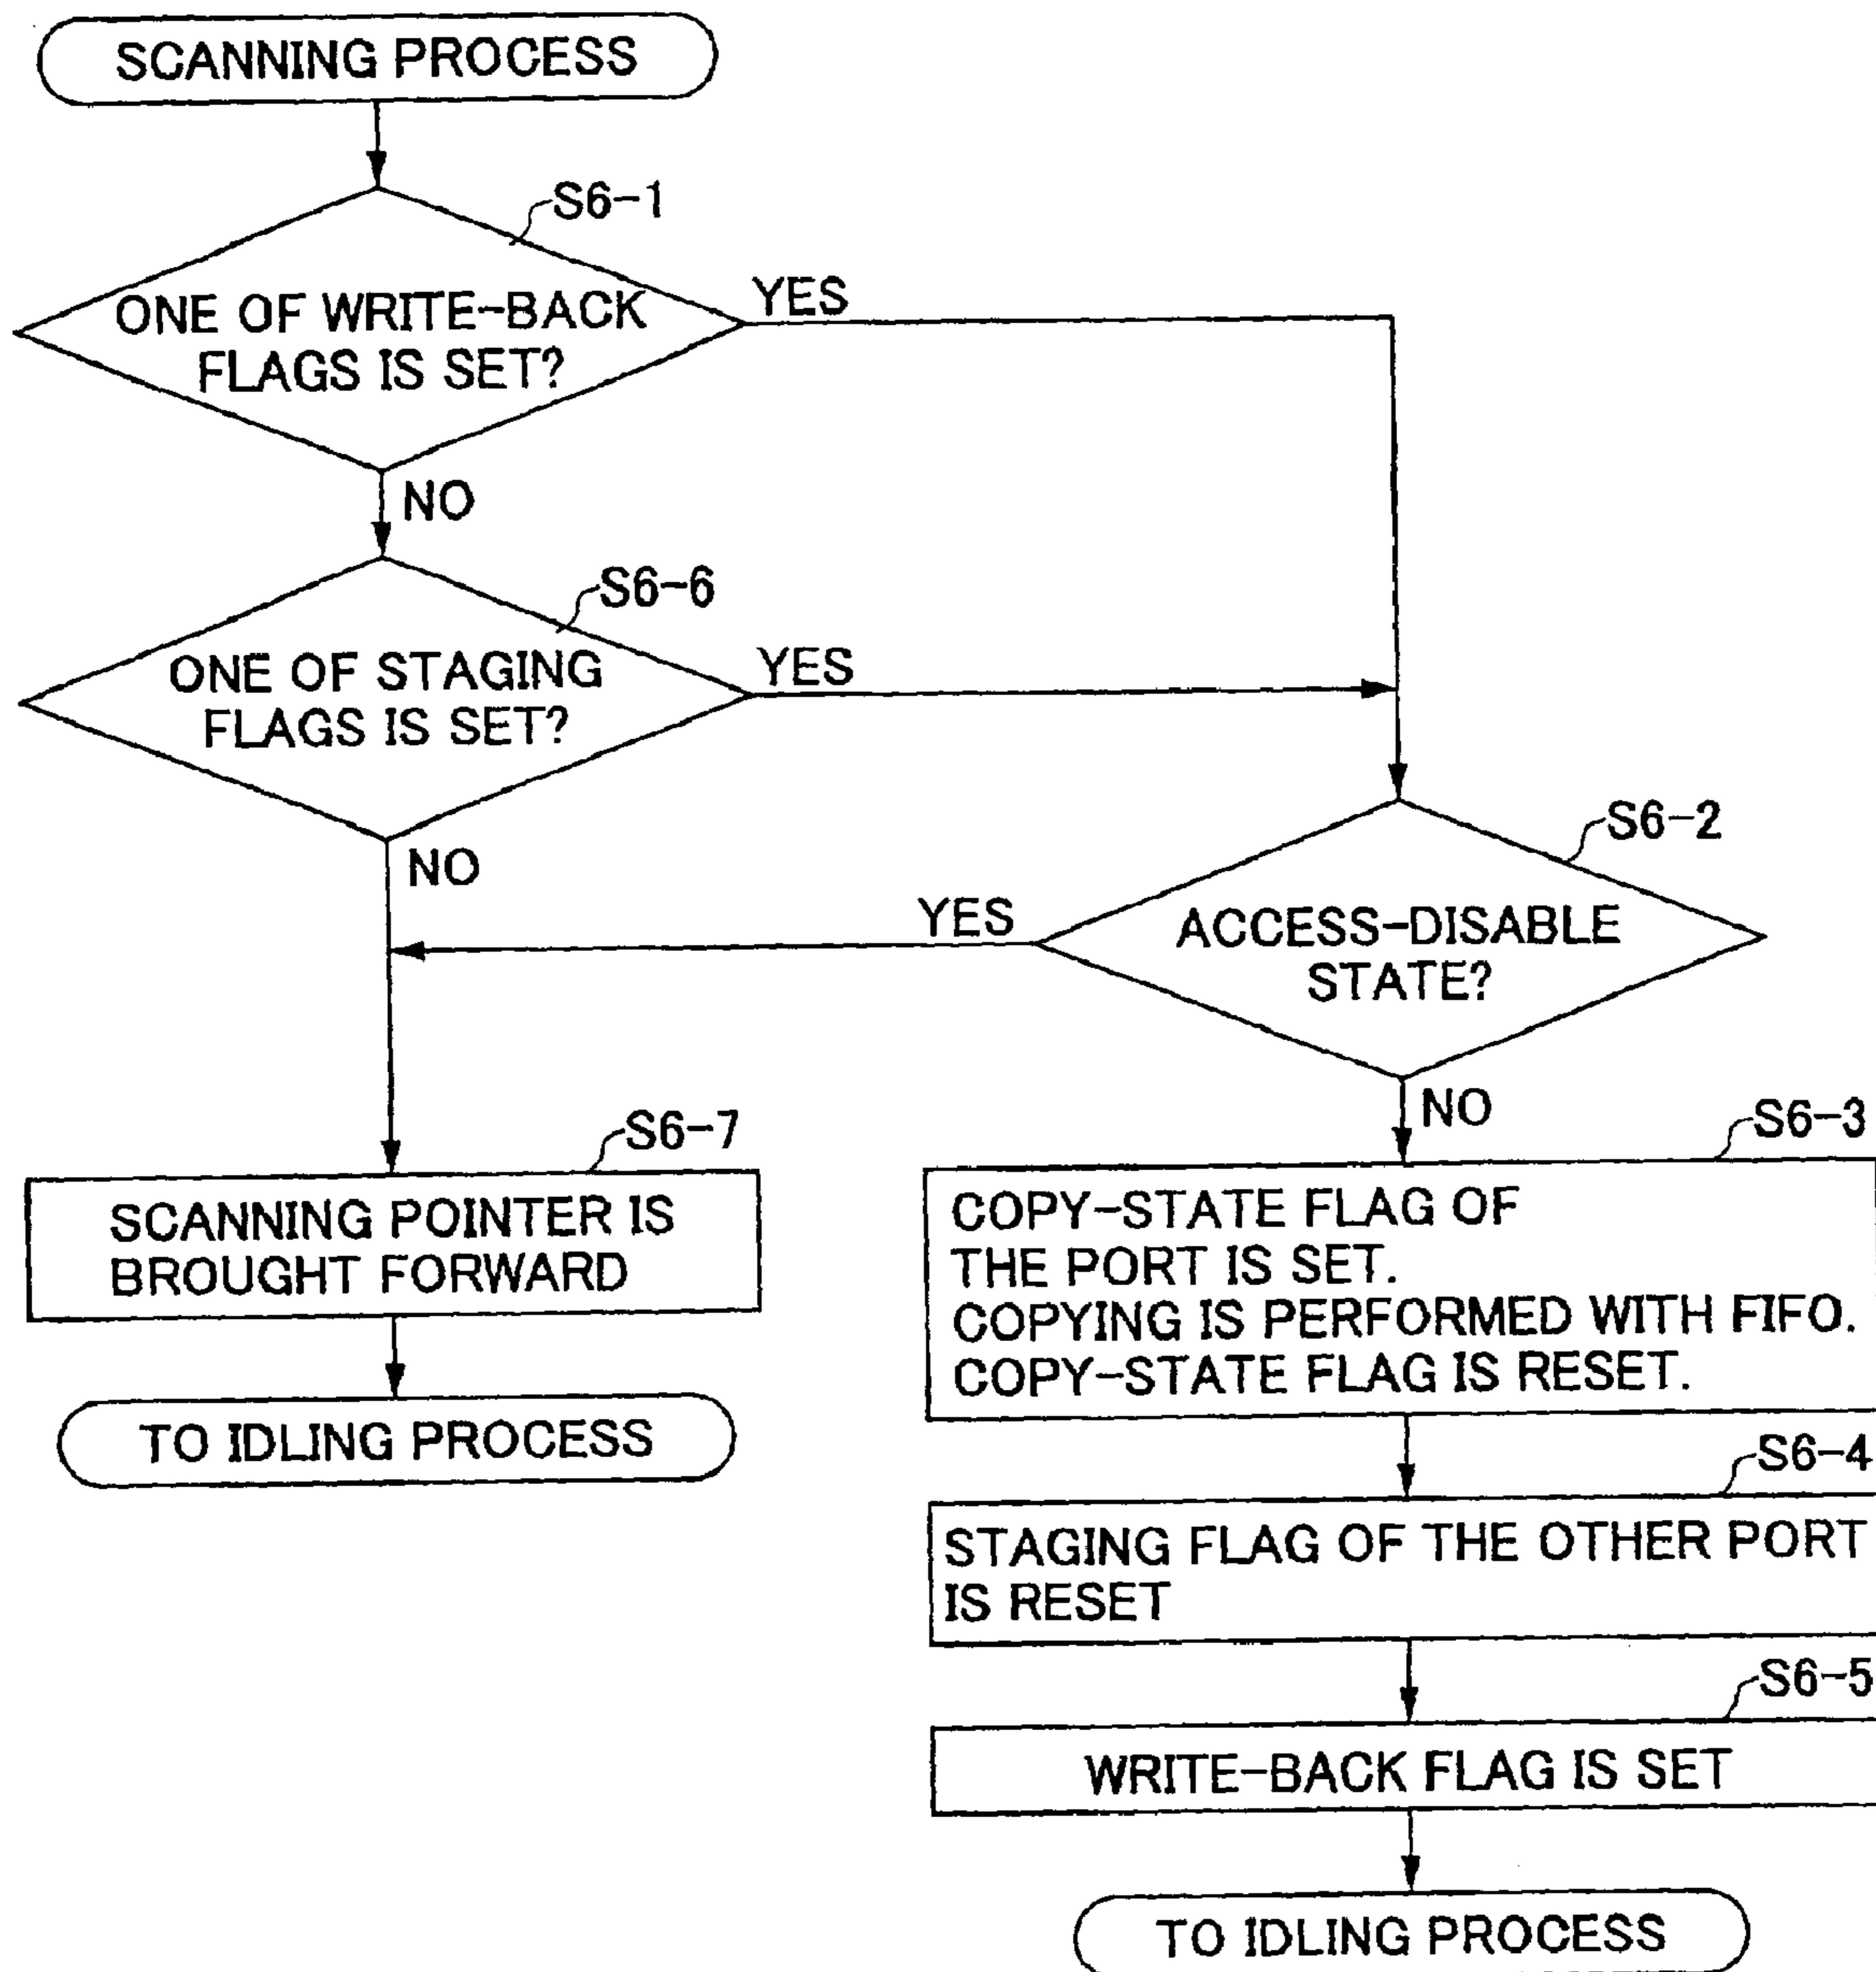 SCANNING PROCESS
S6-1
ONE OF WRITE-BACK
FLAGS IS SET?
YES
NO
S6-6
ONE OF STAGING
FLAGS IS SET?
YES
NO
S6-2
ACCESS-DISABLE
STATE?
YES
NO
S6-7
SCANNING POINTER IS
BROUGHT FORWARD
TO IDLING PROCESS
S6-3
COPY-STATE FLAG OF
THE PORT IS SET.
COPYING IS PERFORMED WITH FIFO.
COPY-STATE FLAG IS RESET.
S6-4
STAGING FLAG OF THE OTHER PORT
IS RESET
S6-5
WRITE-BACK FLAG IS SET
TO IDLING PROCESS